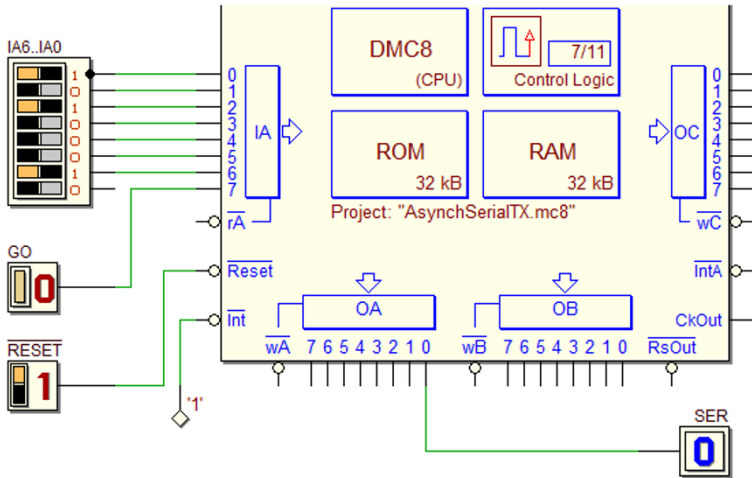 IA6..IA0
1
0
1
0
0
0
1
0
DMC8
(CPU)
7/11
Control Logic
0
1
2
3
4
5
6
7
IA
ROM
32 kB
RAM
32 kB
OC
0
1
2
3
4
5
6
7
Project: "AsynchSerialTX.mc8"
rA
wC
GO
0
Reset
IntA
Int
OA
OB
CkOut
RESET
1
wA 7 6 5 4 3 2 1 0
wB 7 6 5 4 3 2 1 0
RsOut
'1'
SER
0